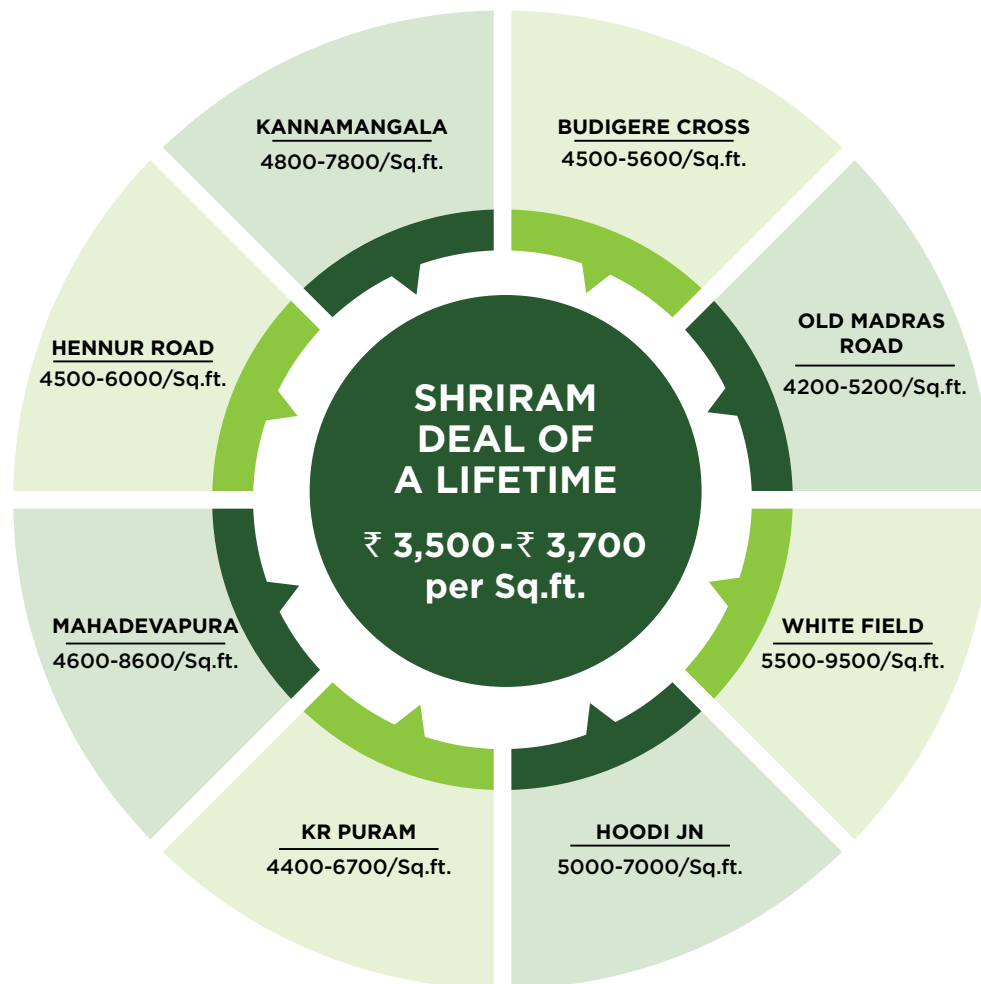 KANNAMANGALA
4800-7800/Sq.ft.
BUDIGERE CROSS
4500-5600/Sq.ft.
OLD MADRAS
ROAD
4200-5200/Sq.ft.
WHITE FIELD
5500-9500/Sq.ft.
HOODI JN
5000-7000/Sq.ft.
KR PURAM
4400-6700/Sq.ft.
MAHADEVAPURA
4600-8600/Sq.ft.
HENNUR ROAD
4500-6000/Sq.ft.
SHRIRAM
DEAL OF
A LIFETIME
₹ 3,500-₹ 3,700
per Sq.ft.